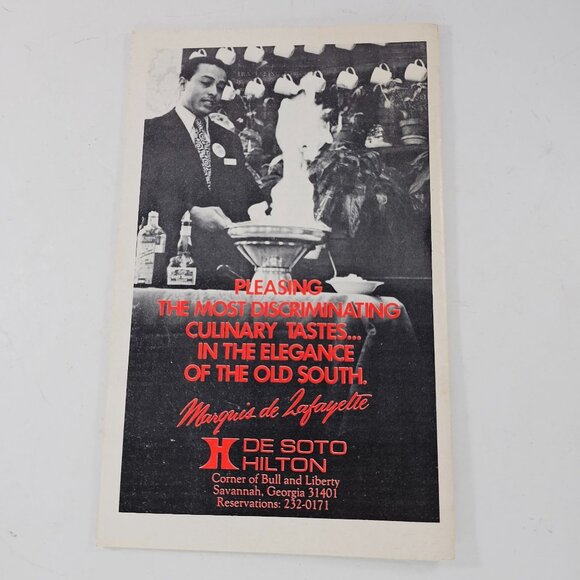 PLEASING
THE MOST DISCRIMINATING
CULINARY TASTES...
IN THE ELEGANCE
OF THE OLD SOUTH.
Marquis de Lafayette
DE SOTO
HILTON
Corner of Bull and Liberty
Savannah, Georgia 31401
Reservations: 232-0171